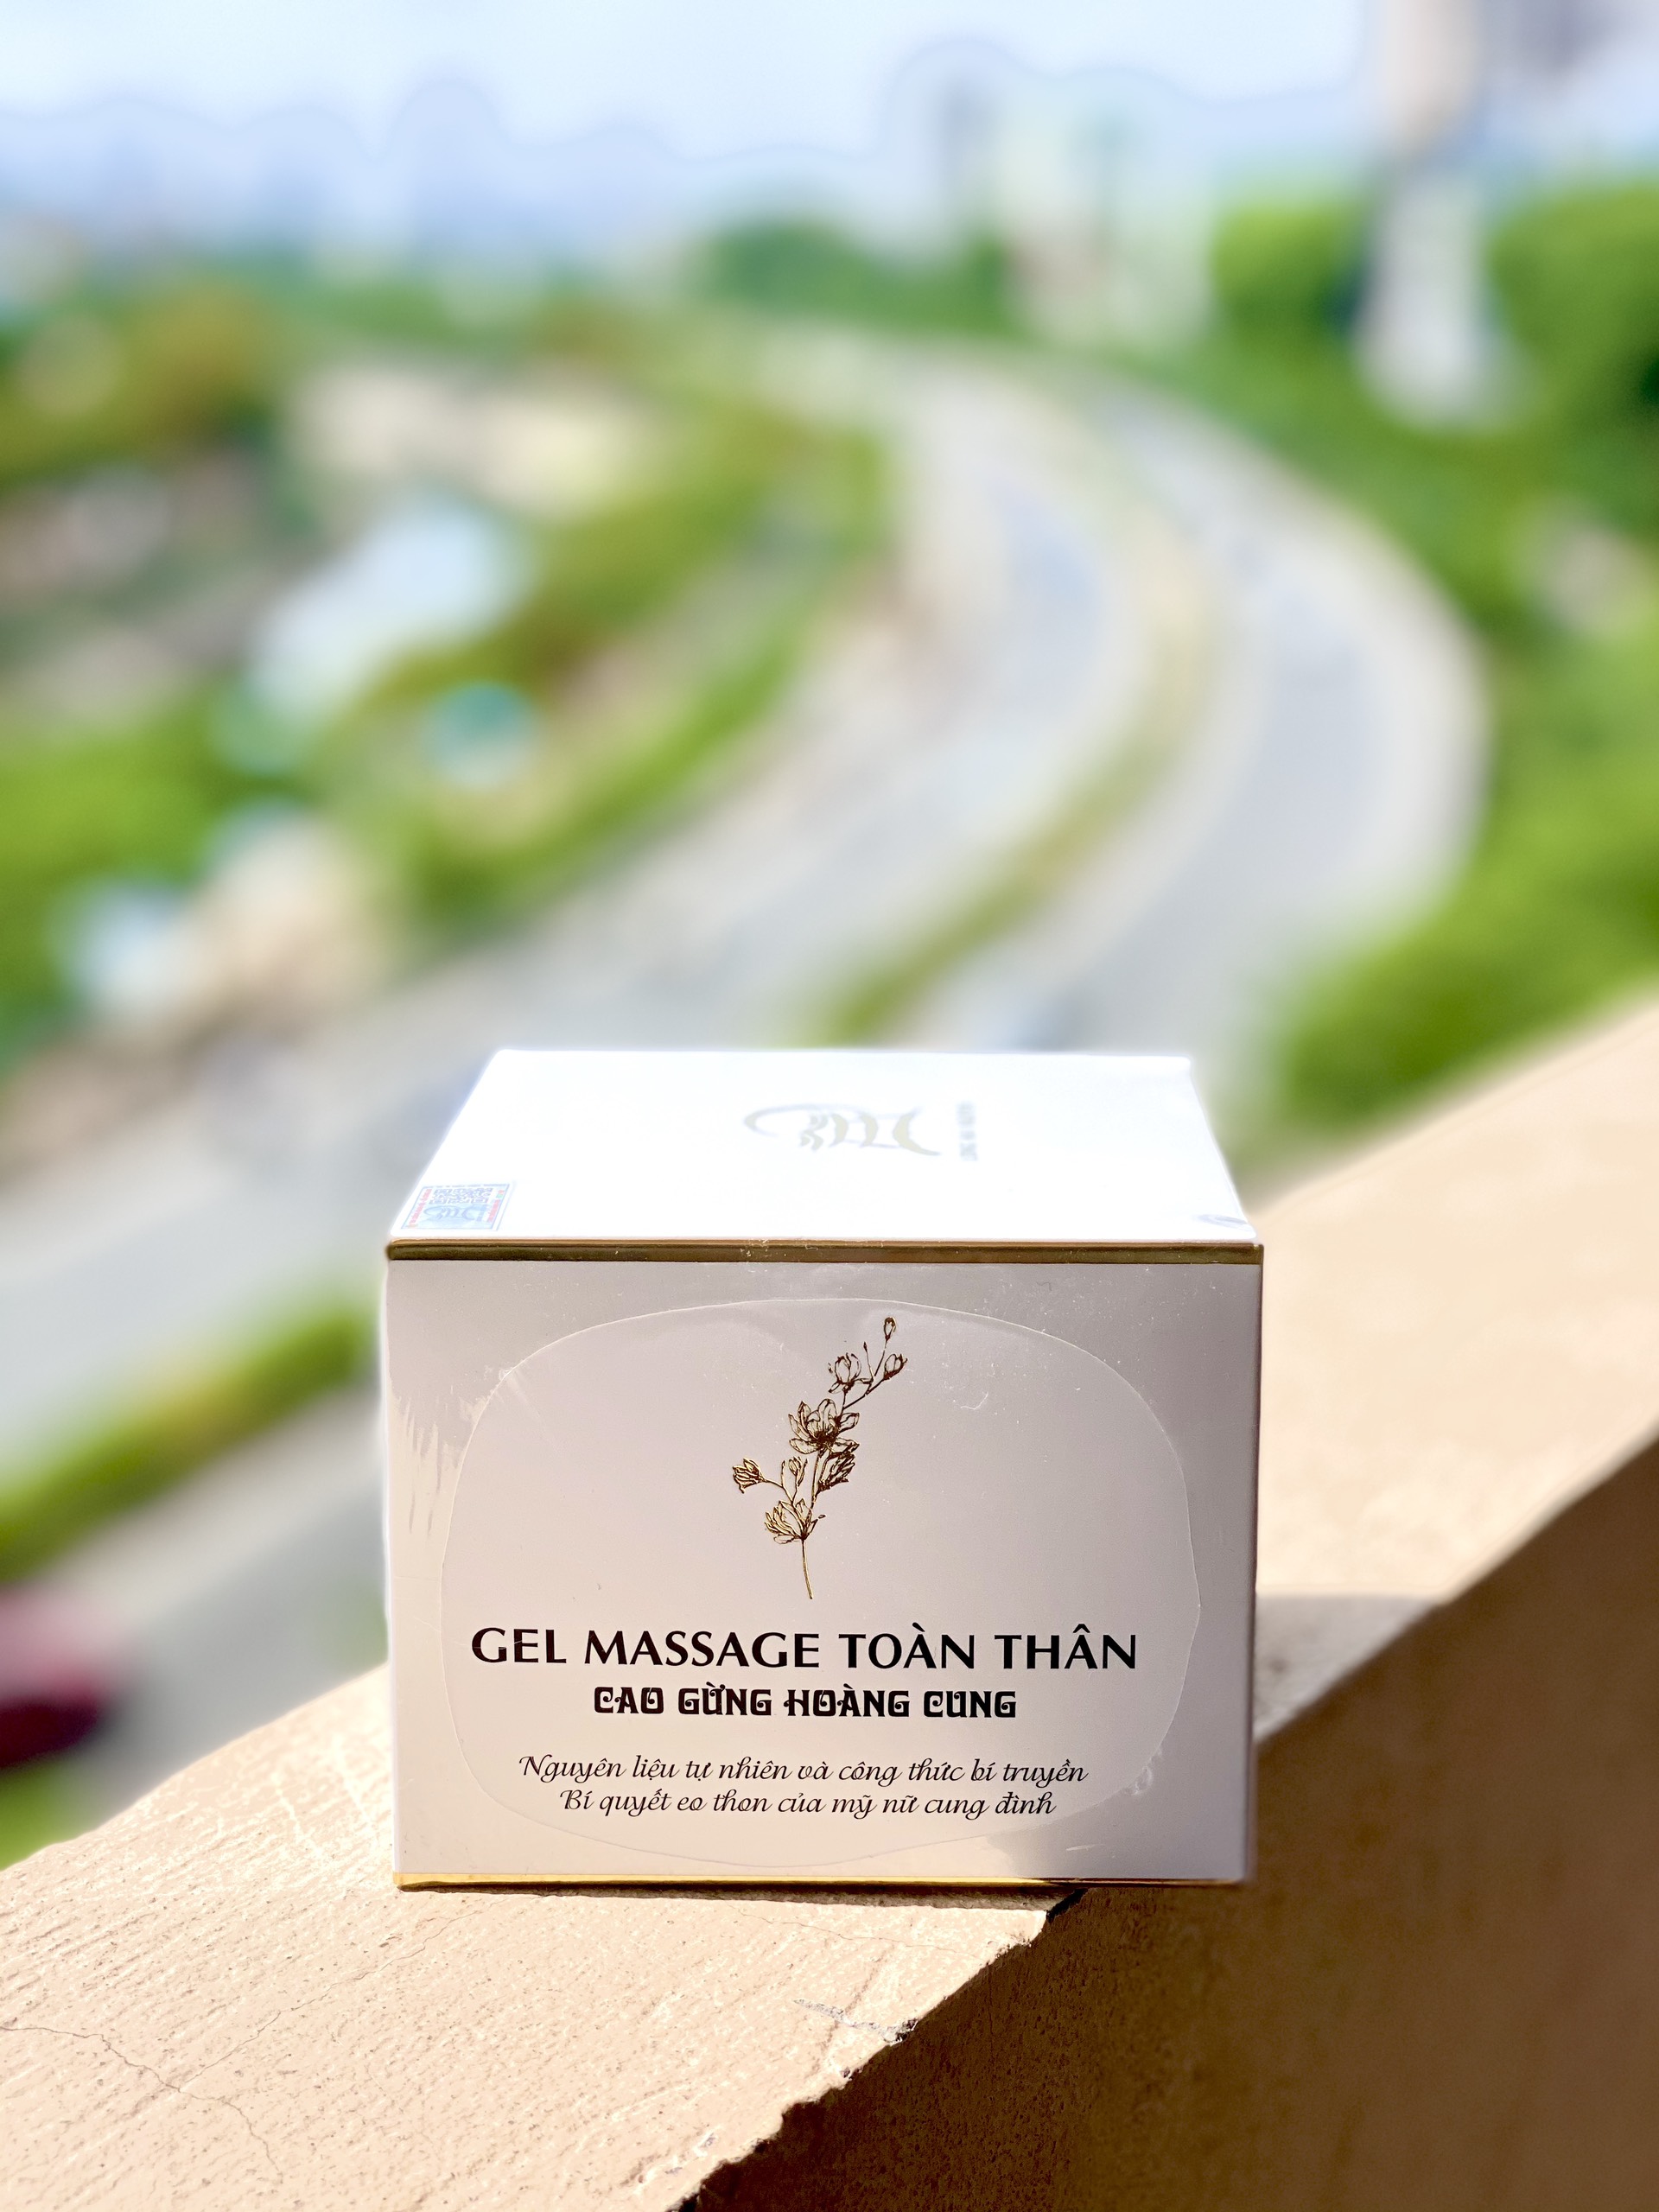 GEL MASSAGE TOÀN THÂN
CAO GỪNG HOÀNG CUNG
Nguyên liệu tự nhiên và công thức bí truyền
Bí quyết eo thon của mỹ nữ cung đình